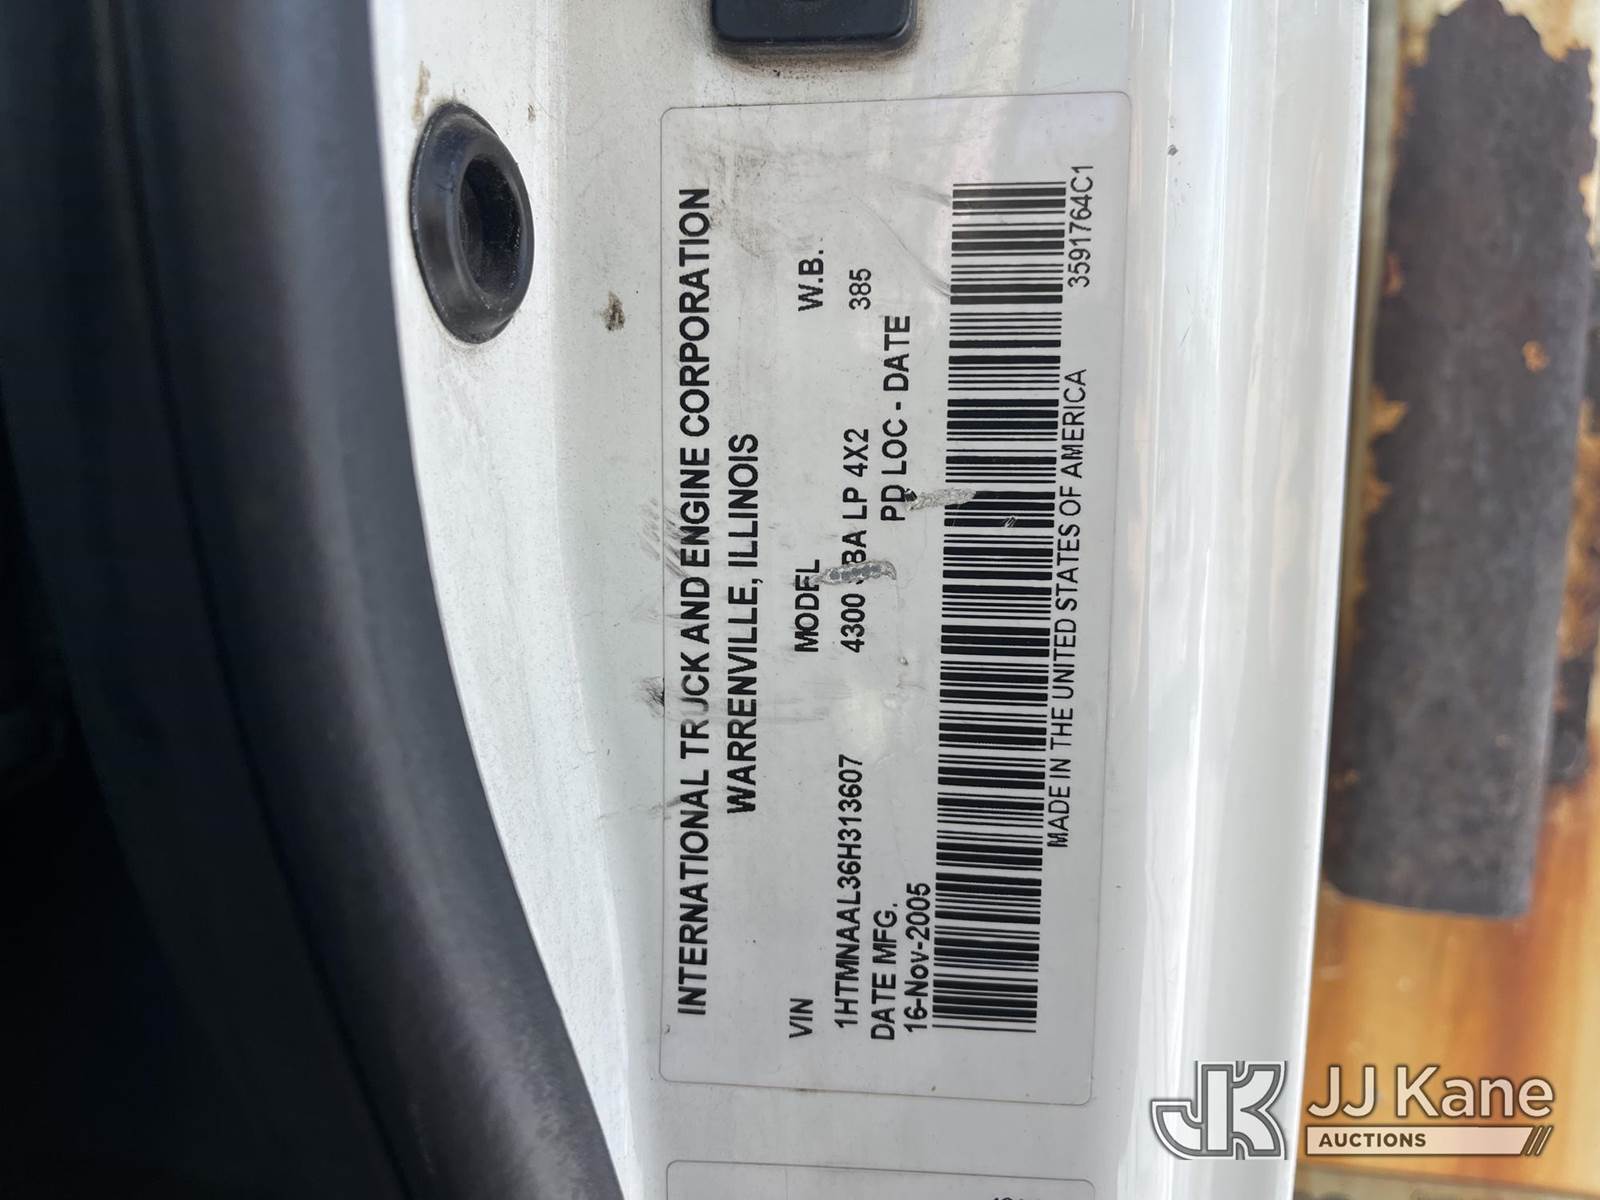 INTERNATIONAL TRUCK AND ENGINE CORPORATION
WARRENVILLE, ILLINOIS
VIN MODEL W.B.
1HTMNAAL36H313607 4300 BA LP 4X2 385
DATE MFG. PD LOC - DATE
16-Nov-2005
MADE IN THE UNITED STATES OF AMERICA 3591764C1
JK JJ Kane
AUCTIONS